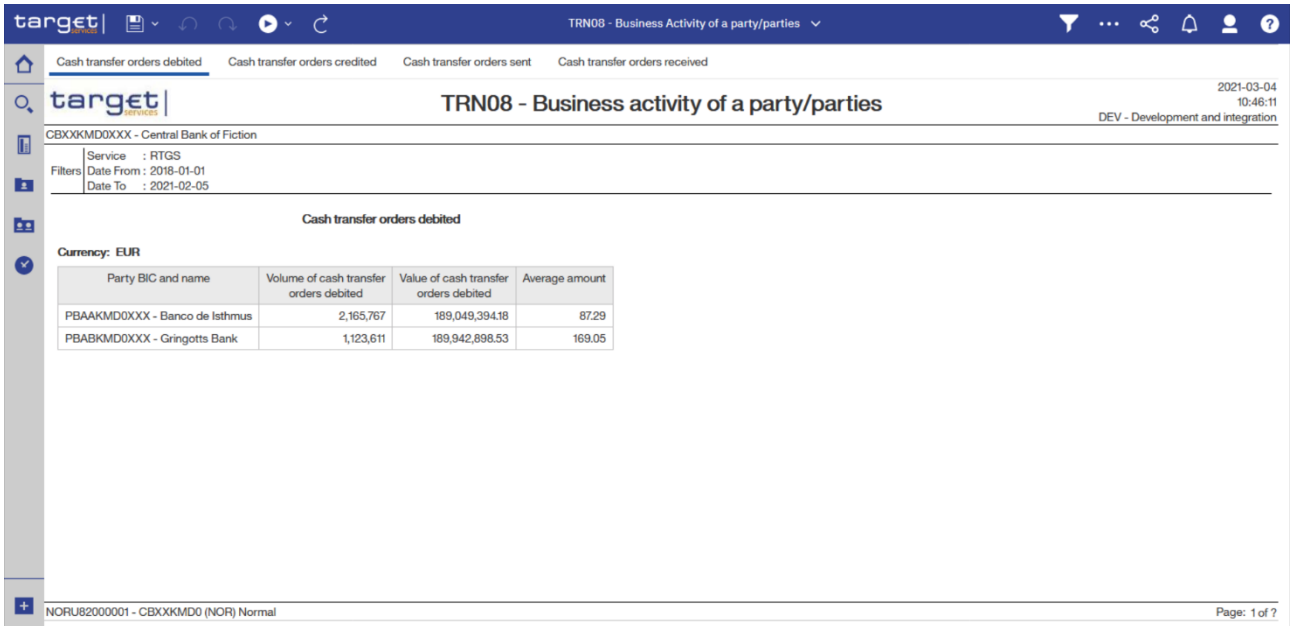 target|
services
TRN08 - Business Activity of a party/parties
Cash transfer orders debited Cash transfer orders credited Cash transfer orders sent Cash transfer orders received
target|
services
TRN08 - Business activity of a party/parties
2021-03-04
10:46:11
DEV - Development and integration
CBXXKMD0XXX - Central Bank of Fiction
Filters
Service : RTGS
Date From : 2018-01-01
Date To : 2021-02-05
Cash transfer orders debited
Currency: EUR
Party BIC and name Volume of cash transfer orders debited Value of cash transfer orders debited Average amount
PBAAKMD0XXX - Banco de Isthmus 2,165,767 189,049,394.18 87.29
PBABKMD0XXX - Gringotts Bank 1,123,611 189,942,898.53 169.05
NORU82000001 - CBXXKMD0 (NOR) Normal Page: 1 of ?